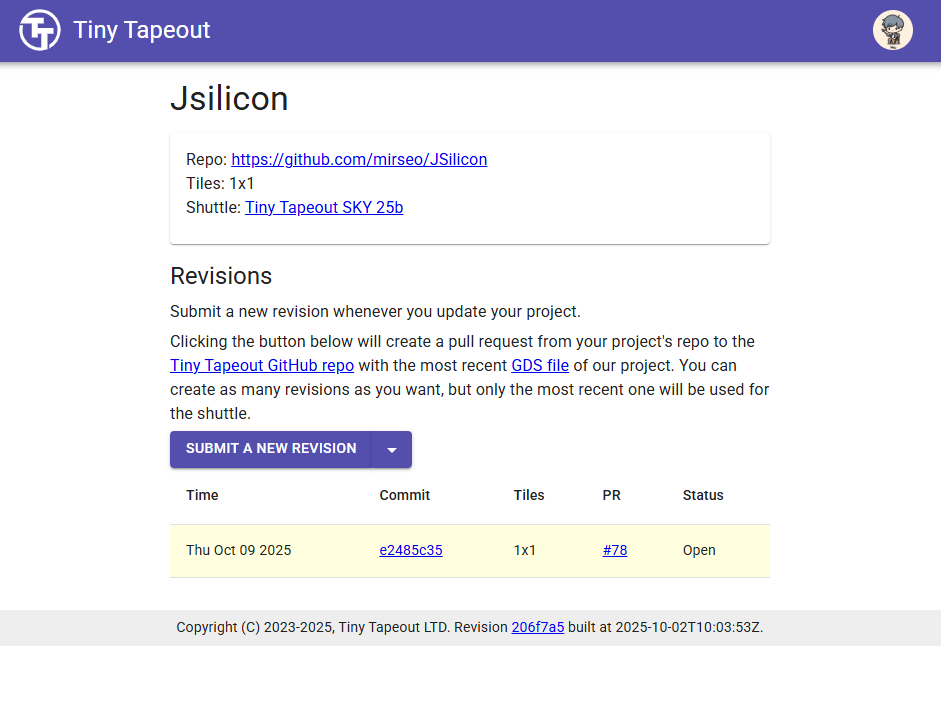 Tiny Tapeout
Jsilicon
Repo: https://github.com/mirseo/JSilicon
Tiles: 1x1
Shuttle: Tiny Tapeout SKY 25b
Revisions
Submit a new revision whenever you update your project.
Clicking the button below will create a pull request from your project's repo to the
Tiny Tapeout GitHub repo with the most recent GDS file of our project. You can
create as many revisions as you want, but only the most recent one will be used for
the shuttle.
SUBMIT A NEW REVISION
Time Commit Tiles PR Status
Thu Oct 09 2025 e2485c35 1x1 #78 Open
Copyright (C) 2023-2025, Tiny Tapeout LTD. Revision 206f7a5 built at 2025-10-02T10:03:53Z.